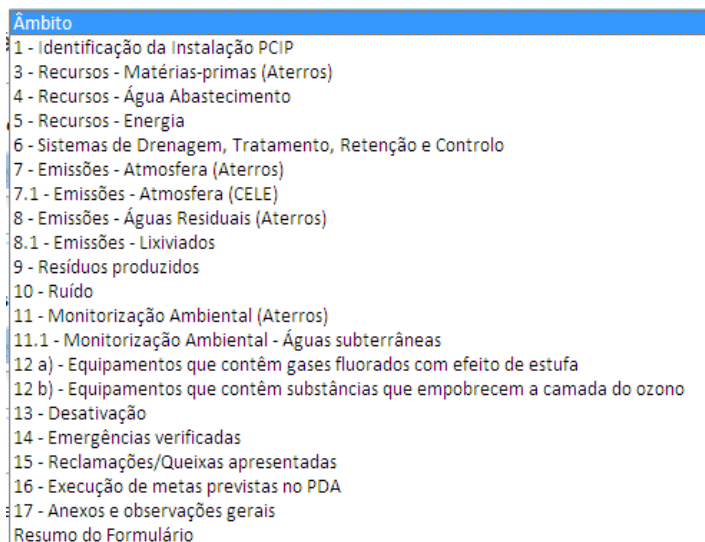 Âmbito
1 - Identificação da Instalação PCIP
3 - Recursos - Matérias-primas (Aterros)
4 - Recursos - Água Abastecimento
5 - Recursos - Energia
6 - Sistemas de Drenagem, Tratamento, Retenção e Controlo
7 - Emissões - Atmosfera (Aterros)
7.1 - Emissões - Atmosfera (CELE)
8 - Emissões - Águas Residuais (Aterros)
8.1 - Emissões - Lixiviados
9 - Resíduos produzidos
10 - Ruído
11 - Monitorização Ambiental (Aterros)
11.1 - Monitorização Ambiental - Águas subterrâneas
12 a) - Equipamentos que contêm gases fluorados com efeito de estufa
12 b) - Equipamentos que contêm substâncias que empobrecem a camada do ozono
13 - Desativação
14 - Emergências verificadas
15 - Reclamações/Queixas apresentadas
16 - Execução de metas previstas no PDA
17 - Anexos e observações gerais
Resumo do Formulário